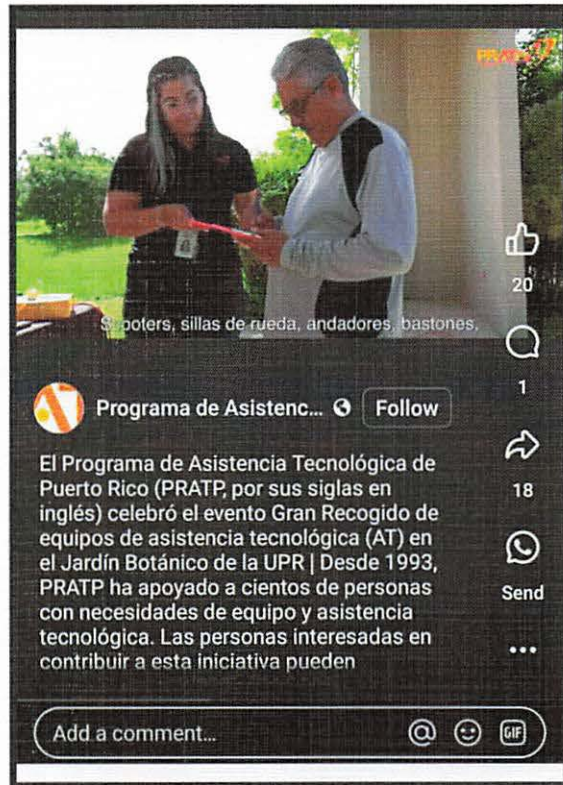 PRATP
Scooters, sillas de rueda, andadores, bastones,
20
1
Programa de Asistenc... Follow
18
El Programa de Asistencia Tecnológica de
Puerto Rico (PRATP, por sus siglas en
inglés) celebró el evento Gran Recogido de
equipos de asistencia tecnológica (AT) en
el Jardín Botánico de la UPR | Desde 1993,
PRATP ha apoyado a cientos de personas
con necesidades de equipo y asistencia
tecnológica. Las personas interesadas en
contribuir a esta iniciativa pueden
Send
Add a comment...
GIF